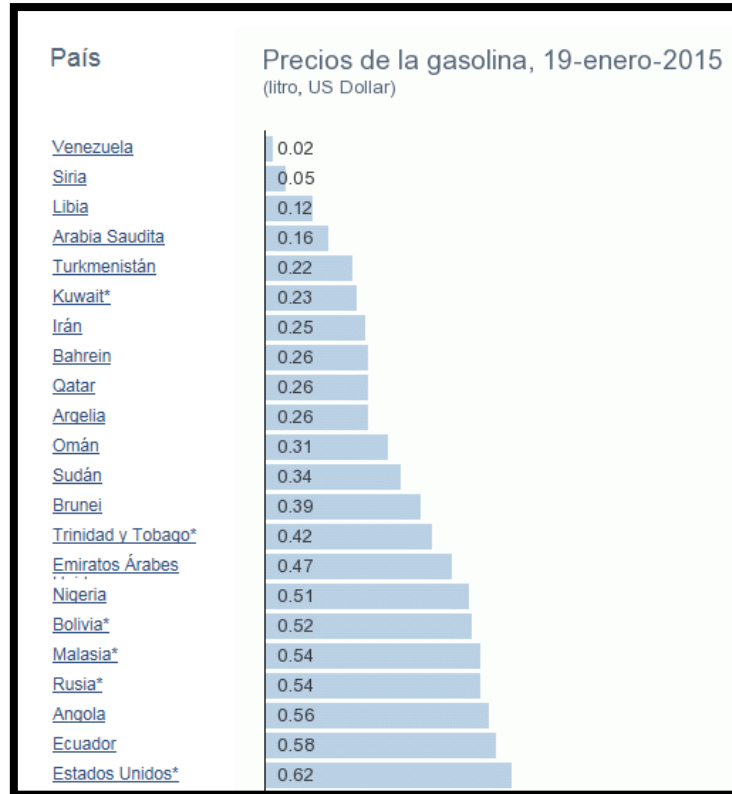 País
Precios de la gasolina, 19-enero-2015
(litro, US Dollar)
Venezuela 0.02
Siria 0.05
Libia 0.12
Arabia Saudita 0.16
Turkmenistán 0.22
Kuwait* 0.23
Irán 0.25
Bahrein 0.26
Qatar 0.26
Argelia 0.26
Omán 0.31
Sudán 0.34
Brunei 0.39
Trinidad y Tobago* 0.42
Emiratos Árabes 0.47
Nigeria 0.51
Bolivia* 0.52
Malasia* 0.54
Rusia* 0.54
Angola 0.56
Ecuador 0.58
Estados Unidos* 0.62